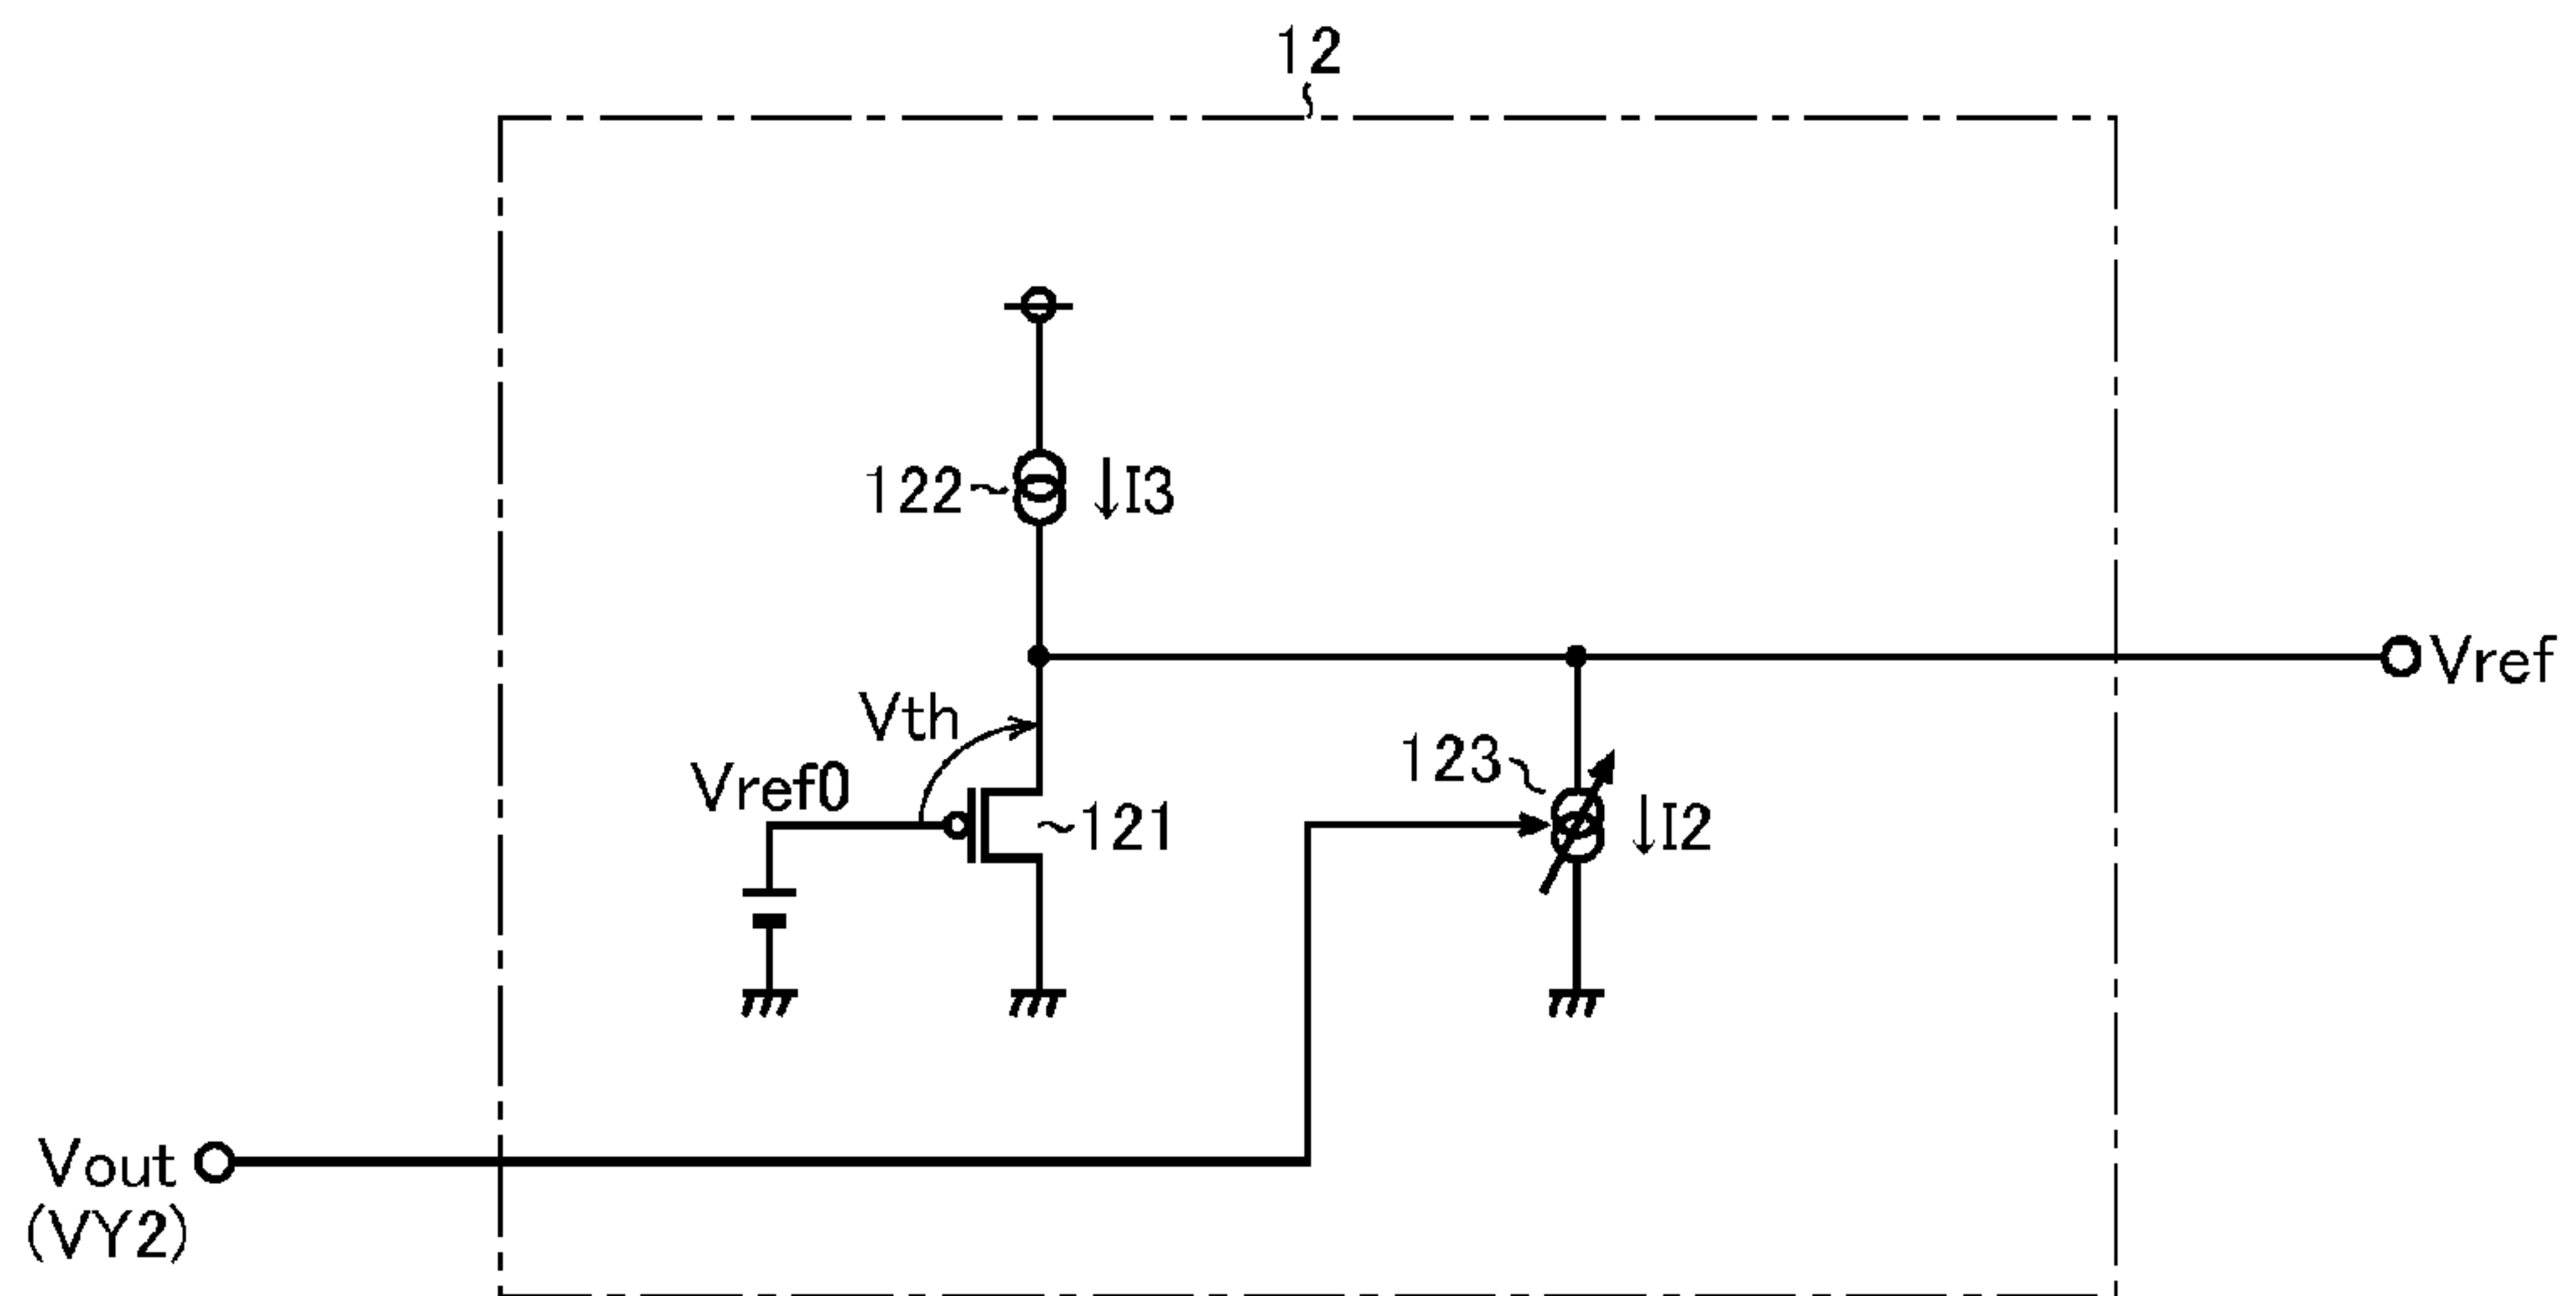 12
122~ ↓I3
Vref
Vth
123
Vref0
~121
↓I2
Vout
(VY2)